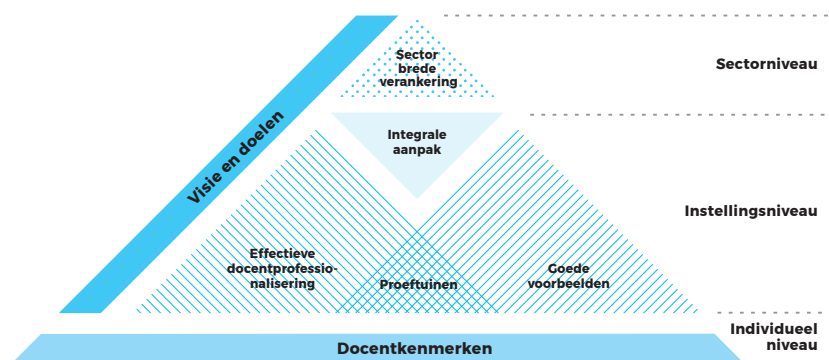 Sector
brede
verankering
Sectorniveau
Visie en doelen
Integrale
aanpak
Instellingsniveau
Effectieve
docentprofessio-
nalisering
Proeftuinen
Goede
voorbeelden
Individueel
niveau
Docentkenmerken